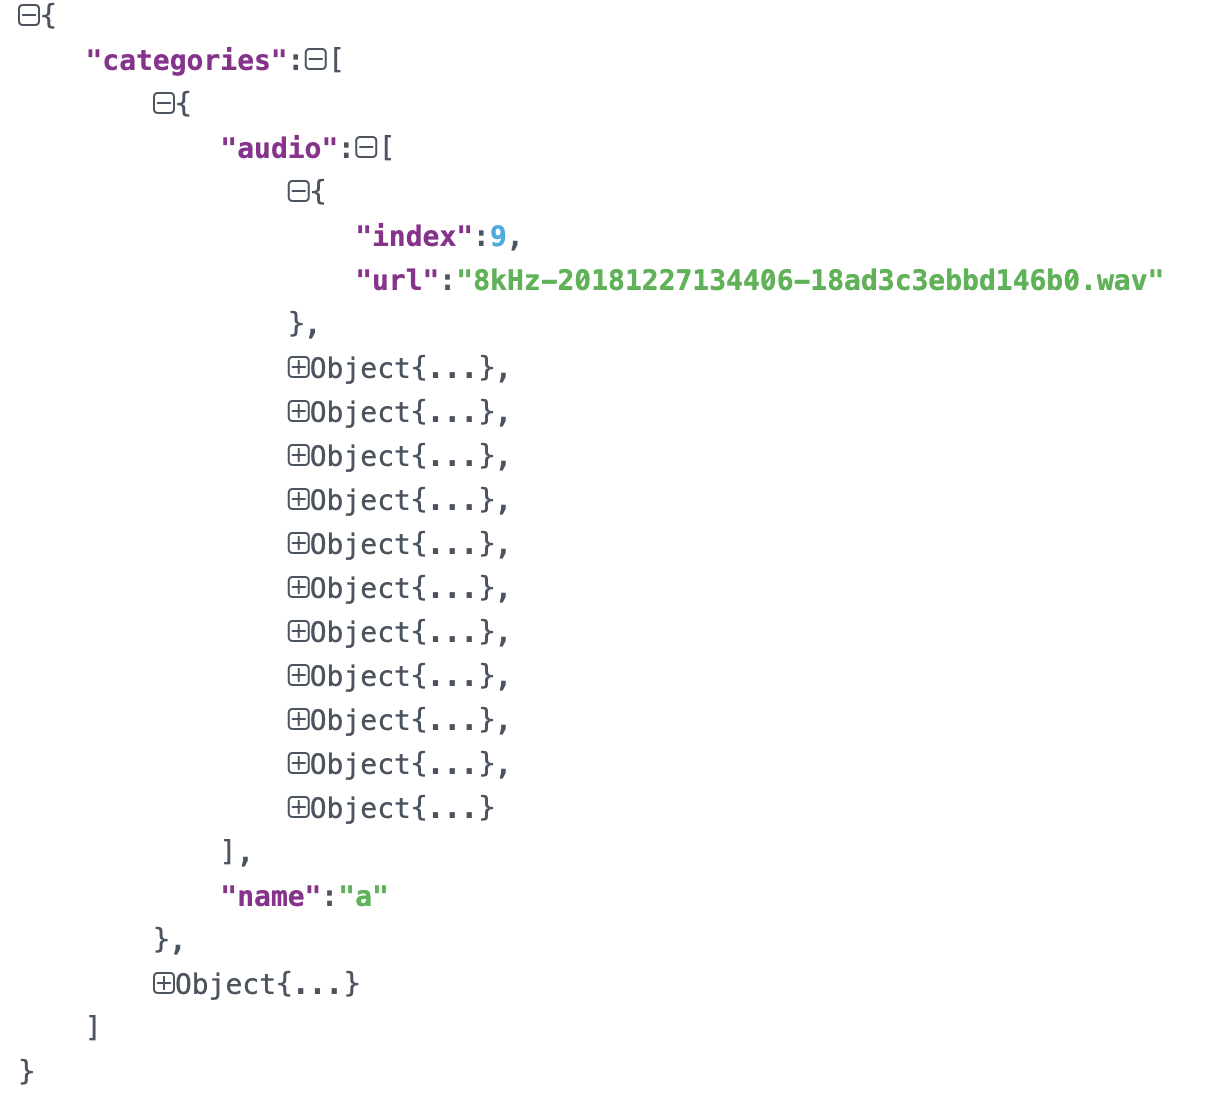 {
"categories":[
{
"audio":[
{
"index":9,
"url":"8kHz-20181227134406-18ad3c3ebbd146b0.wav"
},
Object{...},
Object{...},
Object{...},
Object{...},
Object{...},
Object{...},
Object{...},
Object{...},
Object{...},
Object{...},
Object{...}
],
"name":"a"
},
Object{...}
]
}